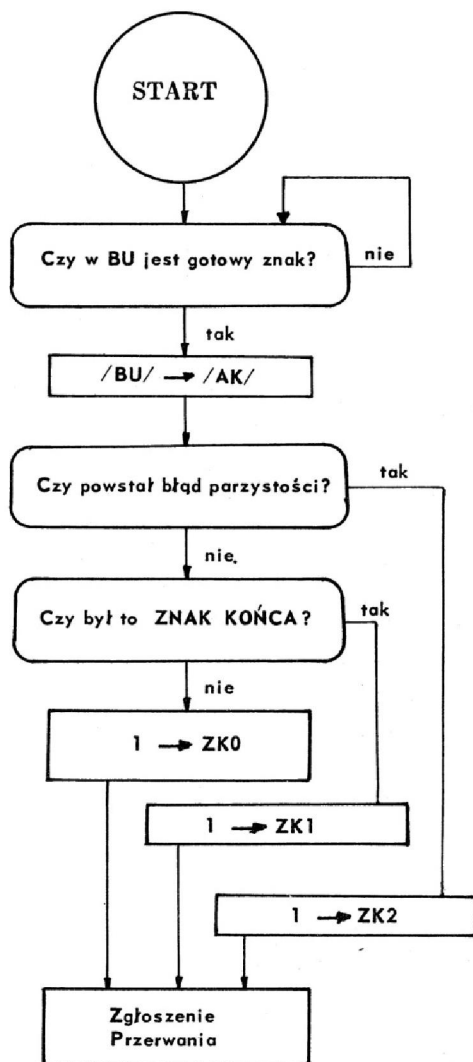 START
Czy w BU jest gotowy znak?
nie
tak
/BU/ → /AK/
Czy powstał błąd parzystości?
tak
nie.
Czy był to ZNAK KOŃCA?
tak
nie
1 → ZK0
1 → ZK1
1 → ZK2
Zgłoszenie
Przerwania